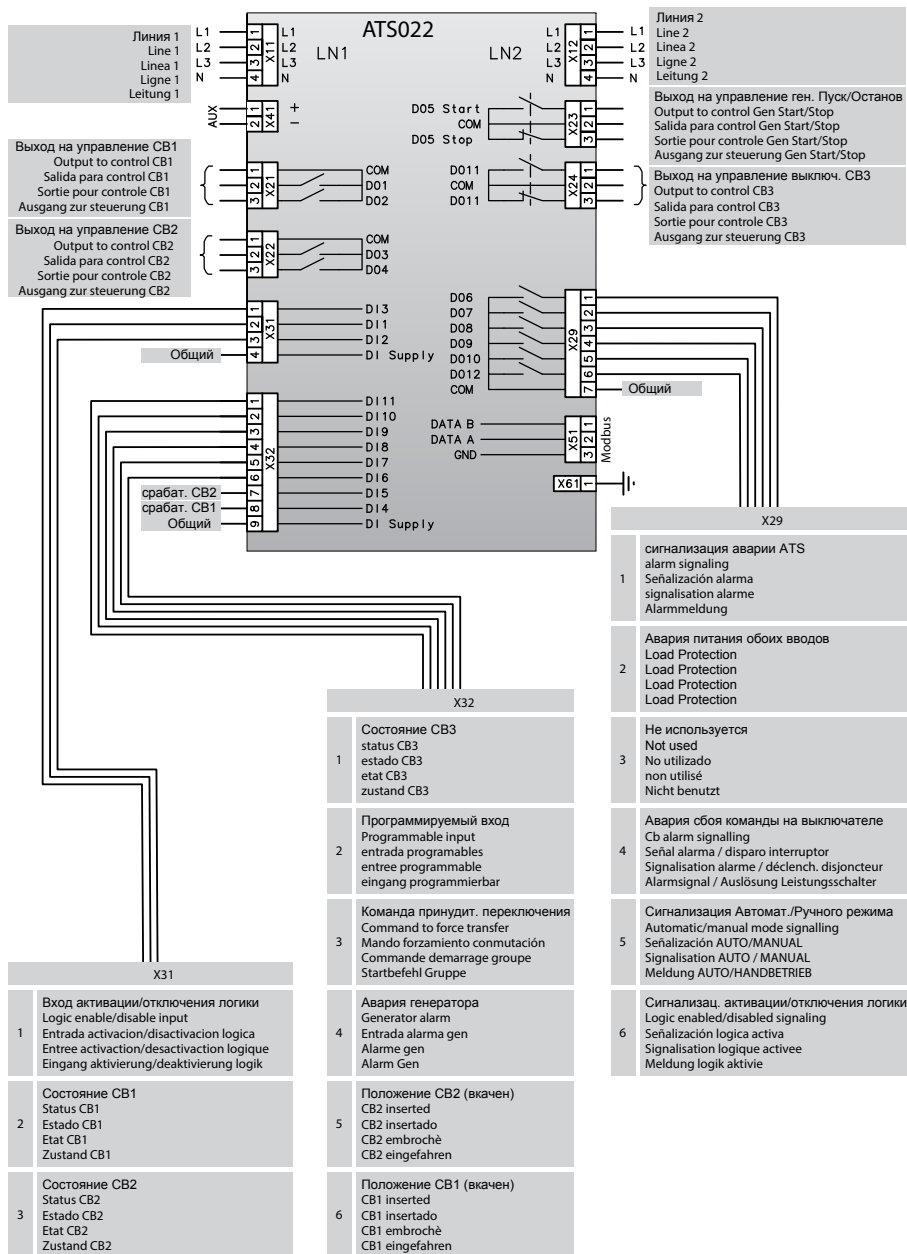 ATS022
LN1
LN2
Линия 1
Line 1
Linea 1
Ligne 1
Leitung 1
L1
L2
L3
N
1
2
3
4
X11
L1
L2
L3
N
L1
L2
L3
N
X12
1
2
3
4
L1
L2
L3
N
Линия 2
Line 2
Linea 2
Ligne 2
Leitung 2
AUX
1
2
X41
+
−
D05 Start
COM
D05 Stop
X23
1
2
3
Выход на управление ген. Пуск/Останов
Output to control Gen Start/Stop
Salida para control Gen Start/Stop
Sortie pour controle Gen Start/Stop
Ausgang zur steuerung Gen Start/Stop
Выход на управление CB1
Output to control CB1
Salida para control CB1
Sortie pour controle CB1
Ausgang zur steuerung CB1
1
2
3
X21
COM
D01
D02
D011
COM
D011
X24
1
2
3
Выход на управление выключ. CB3
Output to control CB3
Salida para control CB3
Sortie pour controle CB3
Ausgang zur steuerung CB3
Выход на управление CB2
Output to control CB2
Salida para control CB2
Sortie pour controle CB2
Ausgang zur steuerung CB2
1
2
3
X22
COM
D03
D04
1
2
3
4
X31
DI3
DI1
DI2
DI Supply
Общий
D06
D07
D08
D09
D010
D012
COM
X29
1
2
3
4
5
6
7
Общий
1
2
3
4
5
6
7
8
9
X32
DI11
DI10
DI9
DI8
DI7
DI6
DI5
DI4
DI Supply
срабат. CB2
срабат. CB1
Общий
DATA B
DATA A
GND
X51
1
2
3
Modbus
X61
1
X29
1
сигнализация аварии ATS
alarm signaling
Señalización alarma
signalisation alarme
Alarmmeldung
2
Авария питания обоих вводов
Load Protection
Load Protection
Load Protection
Load Protection
3
Не используется
Not used
No utilizado
non utilisé
Nicht benutzt
4
Авария сбоя команды на выключателе
Cb alarm signalling
Señal alarma / disparo interruptor
Signalisation alarme / déclench. disjoncteur
Alarmsignal / Auslösung Leistungsschalter
5
Сигнализация Автомат./Ручного режима
Automatic/manual mode signalling
Señalización AUTO/MANUAL
Signalisation AUTO / MANUAL
Meldung AUTO/HANDBETRIEB
6
Сигнализац. активации/отключения логики
Logic enabled/disabled signaling
Señalización logica activa
Signalisation logique activee
Meldung logik aktivie
X32
1
Состояние CB3
status CB3
estado CB3
etat CB3
zustand CB3
2
Программируемый вход
Programmable input
entrada programables
entree programmable
eingang programmierbar
3
Команда принудит. переключения
Command to force transfer
Mando forzamiento conmutación
Commande demarrage groupe
Startbefehl Gruppe
4
Авария генератора
Generator alarm
Entrada alarma gen
Alarme gen
Alarm Gen
5
Положение CB2 (вкачен)
CB2 inserted
CB2 insertado
CB2 embrochè
CB2 eingefahren
6
Положение CB1 (вкачен)
CB1 inserted
CB1 insertado
CB1 embrochè
CB1 eingefahren
X31
1
Вход активации/отключения логики
Logic enable/disable input
Entrada activacion/disactivacion logica
Entree activaction/desactivaction logique
Eingang aktivierung/deaktivierung logik
2
Состояние CB1
Status CB1
Estado CB1
Etat CB1
Zustand CB1
3
Состояние CB2
Status CB2
Estado CB2
Etat CB2
Zustand CB2